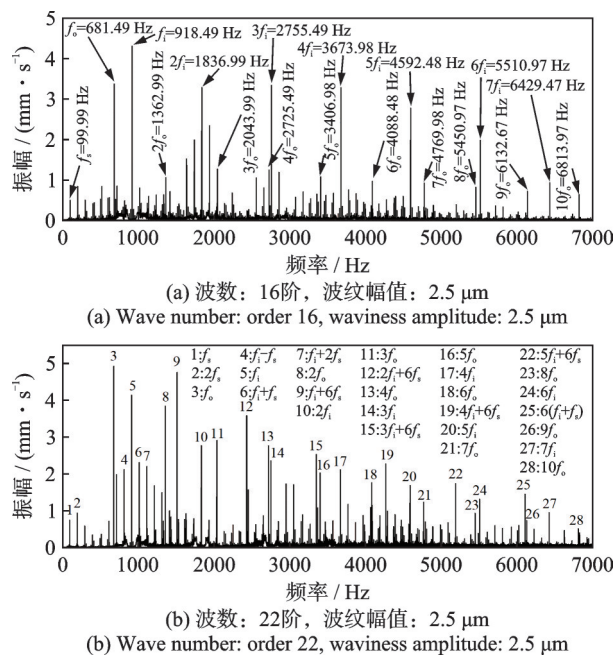 fₒ=681.49 Hz
fᵢ=918.49 Hz
2fᵢ=1836.99 Hz
3fᵢ=2755.49 Hz
4fᵢ=3673.98 Hz
5fᵢ=4592.48 Hz
6fᵢ=5510.97 Hz
7fᵢ=6429.47 Hz
fₛ=99.99 Hz
2fₒ=1362.99 Hz
3fₒ=2043.99 Hz
4fₒ=2725.49 Hz
5fₒ=3406.98 Hz
6fₒ=4088.48 Hz
7fₒ=4769.98 Hz
8fₒ=5450.97 Hz
9fₒ=6132.67 Hz
10fₒ=6813.97 Hz
振幅 / (mm·s⁻¹)
5
4
3
2
1
0
0 1000 2000 3000 4000 5000 6000 7000
频率 / Hz
(a) 波数：16阶，波纹幅值：2.5 μm
(a) Wave number: order 16, waviness amplitude: 2.5 μm
1:fₛ 4:fᵢ−fₛ 7:fᵢ+2fₛ 11:3fₒ 16:5fₒ 22:5fᵢ+6fₛ
2:2fₛ 5:fᵢ 8:2fₒ 12:2fᵢ+6fₛ 17:4fᵢ 23:8fₒ
3:fₒ 6:fᵢ+fₛ 9:fᵢ+6fₛ 13:4fₒ 18:6fₒ 24:6fᵢ
10:2fᵢ 14:3fᵢ 19:4fᵢ+6fₛ 25:6(fᵢ+fₛ)
15:3fᵢ+6fₛ 20:5fᵢ 26:9fₒ
21:7fₒ 27:7fᵢ
28:10fₒ
1 2 3 4 5 6 7 8 9 10 11 12 13 14 15 16 17 18 19 20 21 22 23 24 25 26 27 28
振幅 / (mm·s⁻¹)
5
4
3
2
1
0
0 1000 2000 3000 4000 5000 6000 7000
频率 / Hz
(b) 波数：22阶，波纹幅值：2.5 μm
(b) Wave number: order 22, waviness amplitude: 2.5 μm